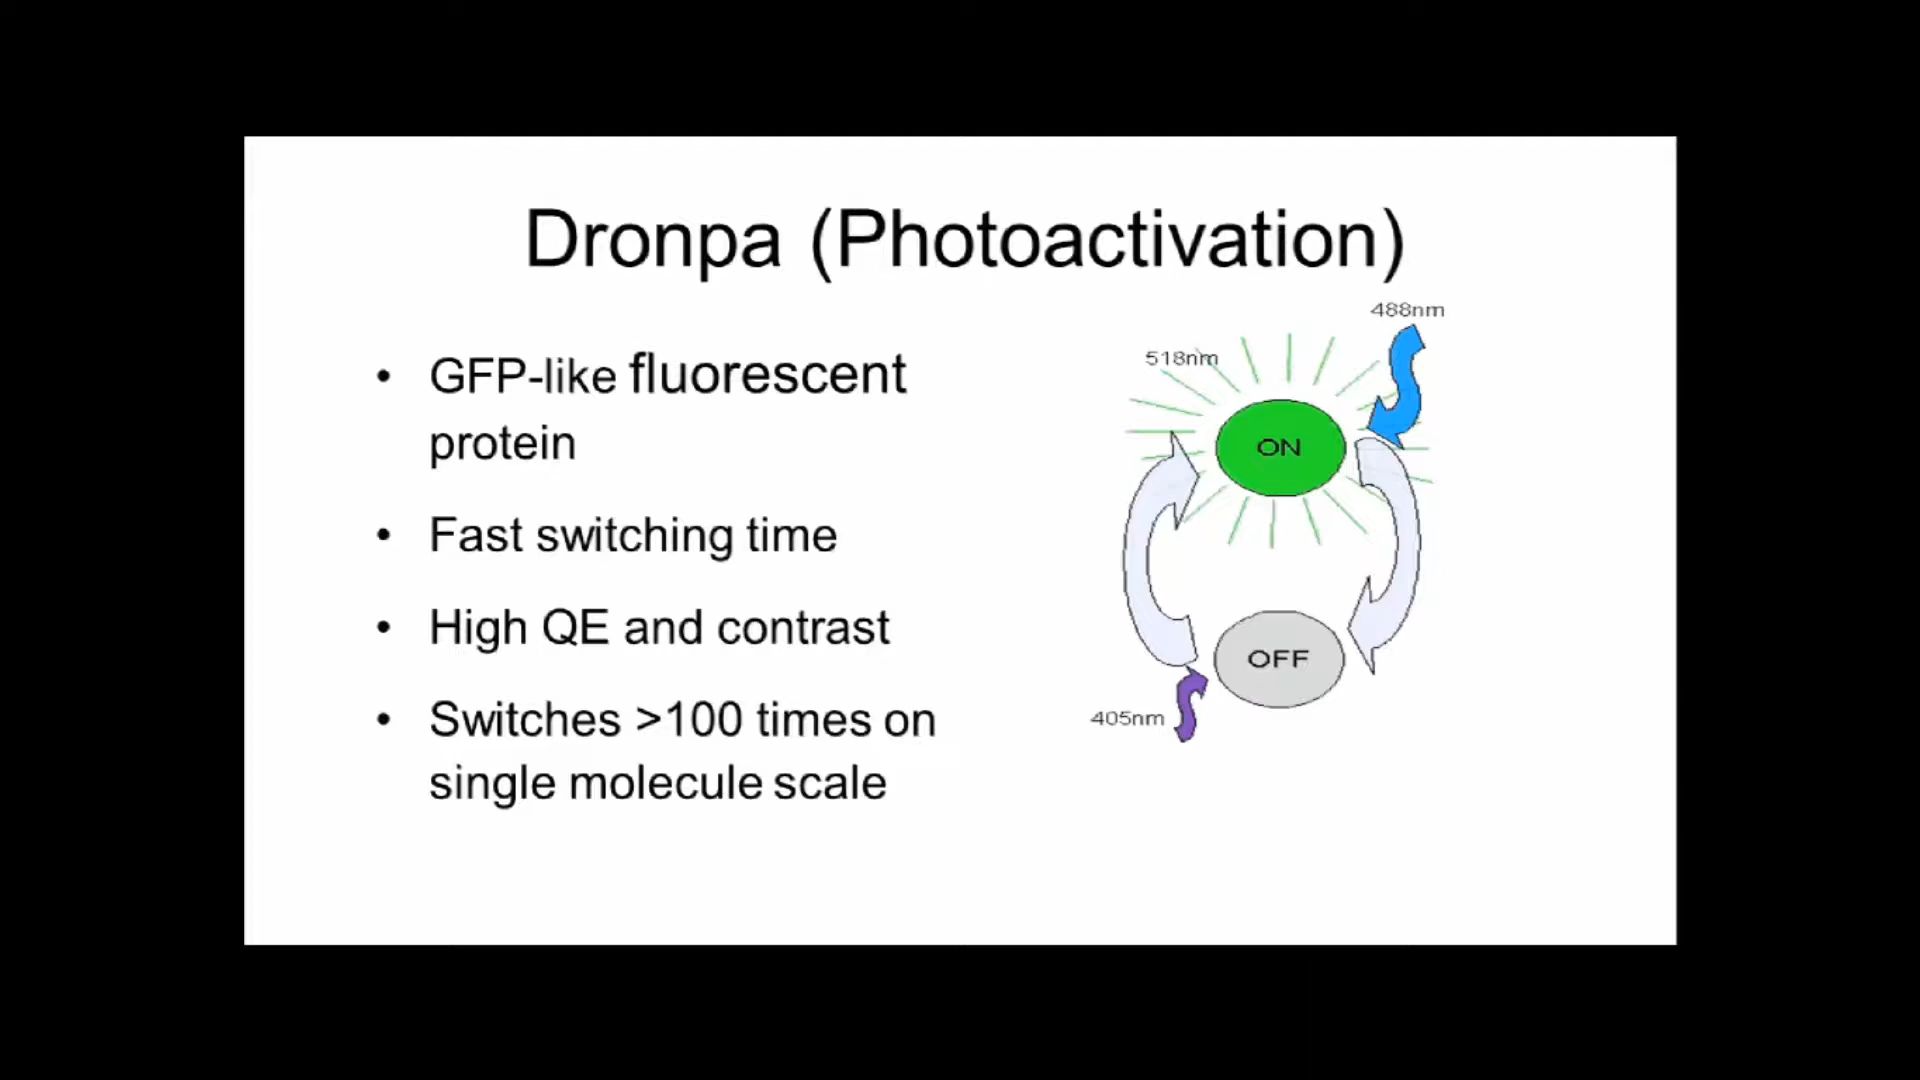 Dronpa (Photoactivation)
• GFP-like fluorescent
protein
• Fast switching time
• High QE and contrast
• Switches >100 times on
single molecule scale
488nm
518nm
ON
OFF
405nm